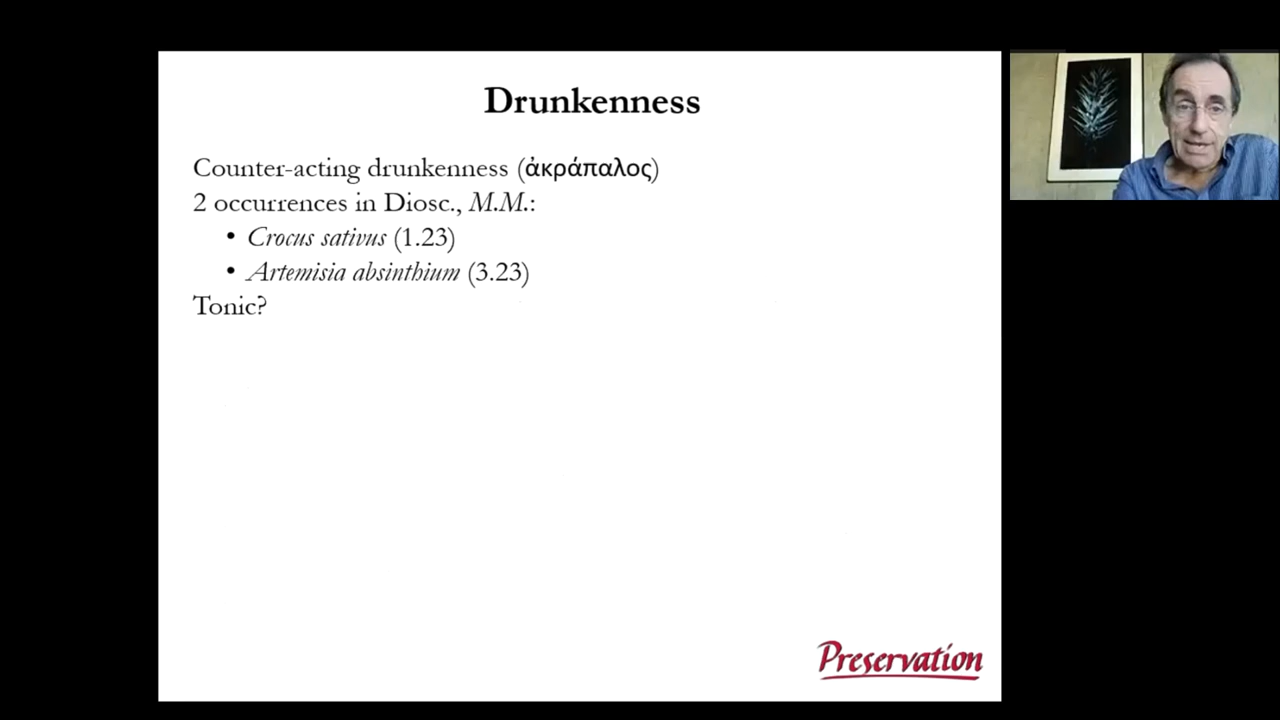 Drunkenness
Counter-acting drunkenness (ἀκράπαλος)
2 occurrences in Diosc., M.M.:
• Crocus sativus (1.23)
• Artemisia absinthium (3.23)
Tonic?
Preservation